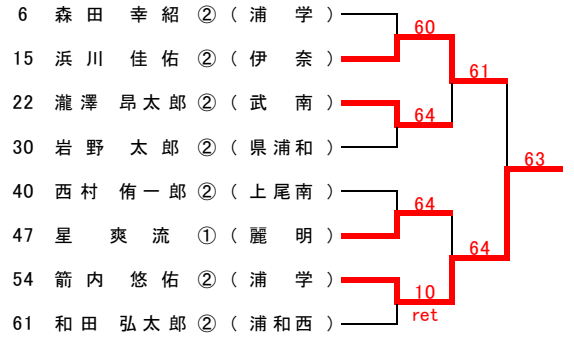 6 森田 幸紹 ② (浦学)
60
15 浜川 佳佑 ② (伊奈)
61
22 瀧澤 昂太郎 ② (武南)
64
30 岩野 太郎 ② (県浦和)
63
40 西村 侑一郎 ② (上尾南)
64
47 星 爽流 ① (麗明)
64
54 箭内 悠佑 ② (浦学)
10
ret
61 和田 弘太郎 ② (浦和西)